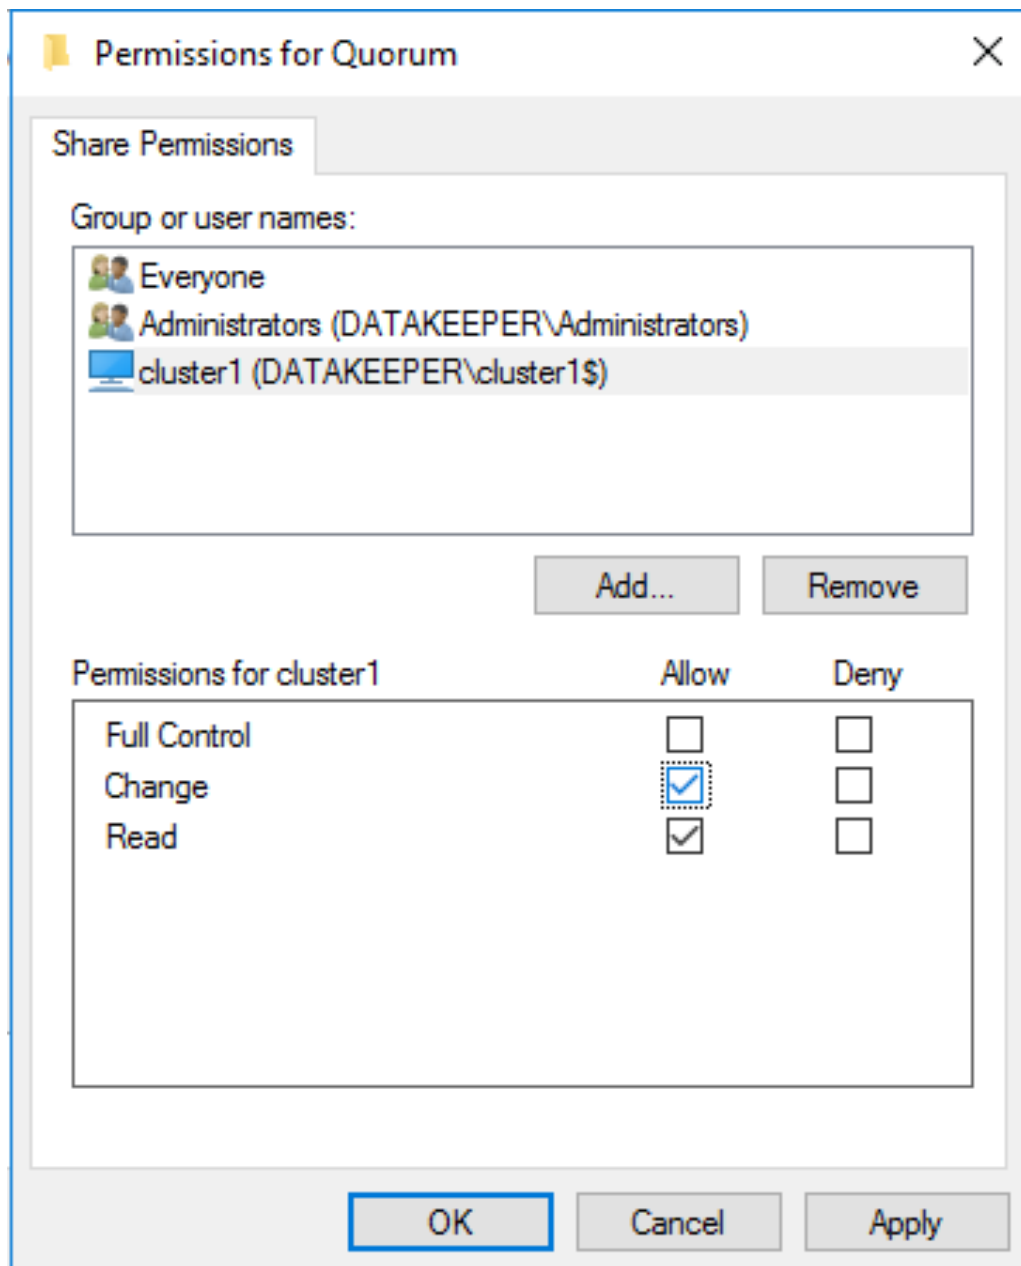 Permissions for Quorum
Share Permissions
Group or user names:
Everyone
Administrators (DATAKEEPER\Administrators)
cluster1 (DATAKEEPER\cluster1$)
Add... Remove
Permissions for cluster1 Allow Deny
Full Control
Change
Read
OK Cancel Apply